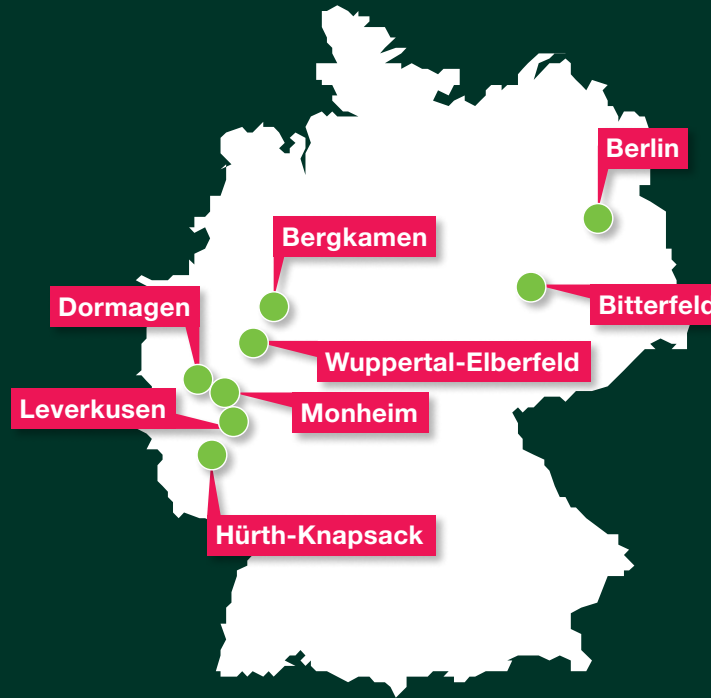 Berlin
Bergkamen
Dormagen
Bitterfeld
Wuppertal-Elberfeld
Leverkusen
Monheim
Hürth-Knapsack